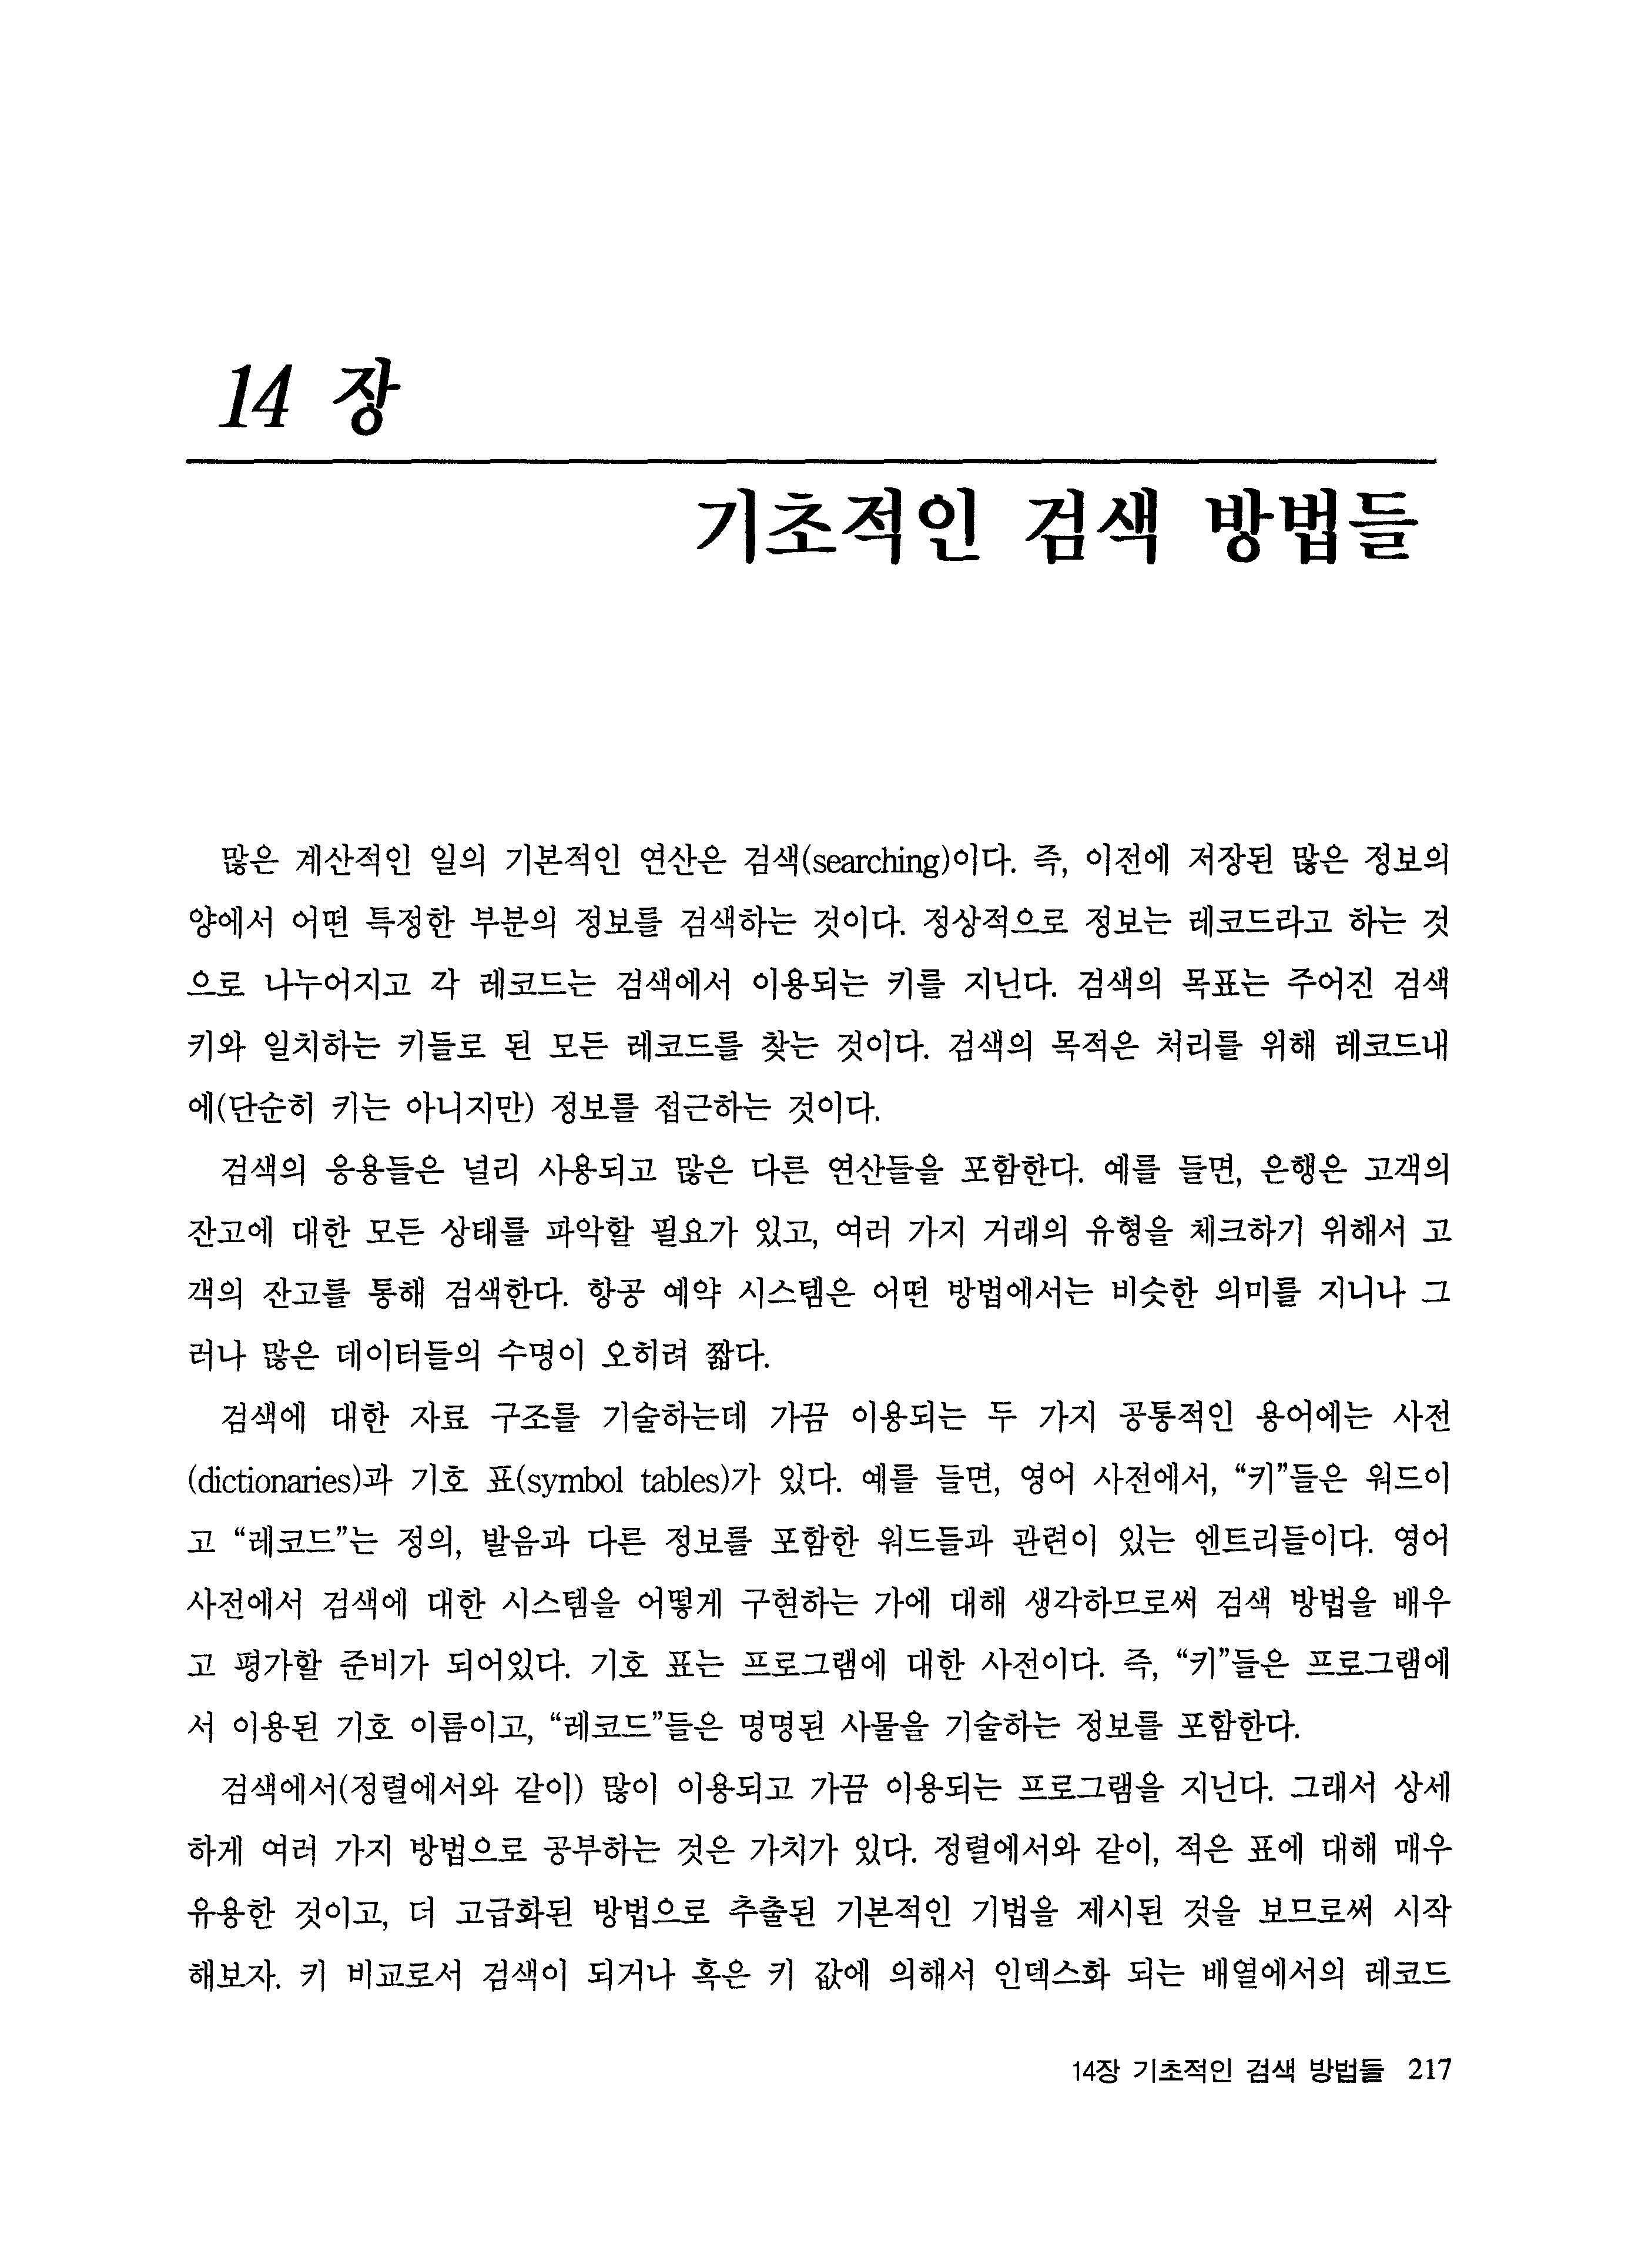 14 장
기초적인 검색 방법들
많은 계산적인 일의 기본적인 연산은 검색(searching)이다. 즉, 이전에 저장된 많은 정보의
양에서 어떤 특정한 부분의 정보를 검색하는 것이다. 정상적으로 정보는 레코드라고 하는 것
으로 나누어지고 각 레코드는 검색에서 이용되는 키를 지닌다. 검색의 목표는 주어진 검색
키와 일치하는 키들로 된 모든 레코드를 찾는 것이다. 검색의 목적은 처리를 위해 레코드내
에(단순히 키는 아니지만) 정보를 접근하는 것이다.
검색의 응용들은 널리 사용되고 많은 다른 연산들을 포함한다. 예를 들면, 은행은 고객의
잔고에 대한 모든 상태를 파악할 필요가 있고, 여러 가지 거래의 유형을 체크하기 위해서 고
객의 잔고를 통해 검색한다. 항공 예약 시스템은 어떤 방법에서는 비슷한 의미를 지니나 그
러나 많은 데이터들의 수명이 오히려 짧다.
검색에 대한 자료 구조를 기술하는데 가끔 이용되는 두 가지 공통적인 용어에는 사전
(dictionaries)과 기호 표(symbol tables)가 있다. 예를 들면, 영어 사전에서, “키”들은 워드이
고 “레코드”는 정의, 발음과 다른 정보를 포함한 워드들과 관련이 있는 엔트리들이다. 영어
사전에서 검색에 대한 시스템을 어떻게 구현하는 가에 대해 생각하므로써 검색 방법을 배우
고 평가할 준비가 되어있다. 기호 표는 프로그램에 대한 사전이다. 즉, “키”들은 프로그램에
서 이용된 기호 이름이고, “레코드”들은 명명된 사물을 기술하는 정보를 포함한다.
검색에서(정렬에서와 같이) 많이 이용되고 가끔 이용되는 프로그램을 지닌다. 그래서 상세
하게 여러 가지 방법으로 공부하는 것은 가치가 있다. 정렬에서와 같이, 적은 표에 대해 매우
유용한 것이고, 더 고급화된 방법으로 추출된 기본적인 기법을 제시된 것을 보므로써 시작
해보자. 키 비교로서 검색이 되거나 혹은 키 값에 의해서 인덱스화 되는 배열에서의 레코드
14장 기초적인 검색 방법들 217